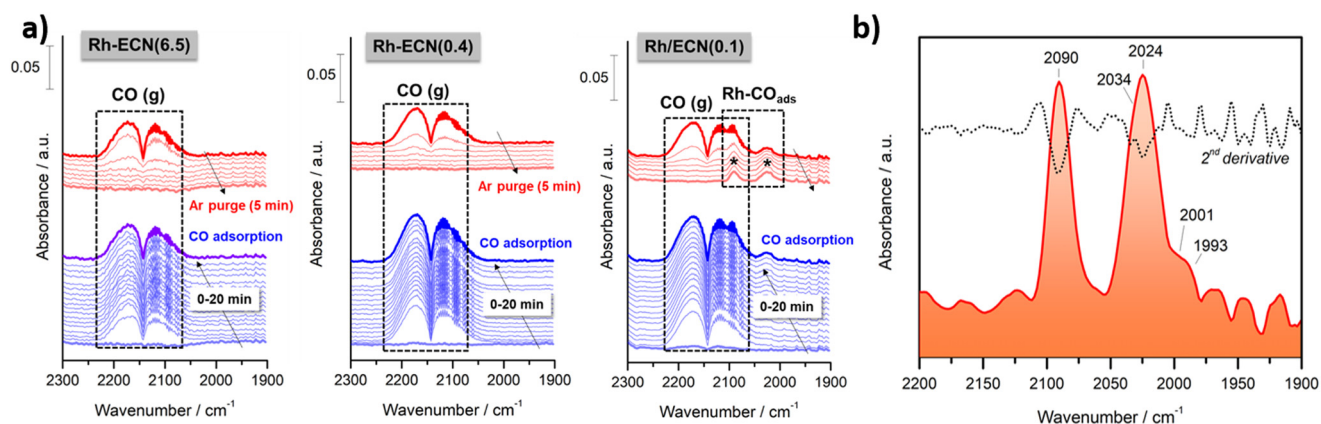 a)
Rh-ECN(6.5)
0.05
CO (g)
Ar purge (5 min)
CO adsorption
0-20 min
Absorbance / a.u.
2300 2200 2100 2000 1900
Wavenumber / cm-1
Rh-ECN(0.4)
0.05
CO (g)
Ar purge (5 min)
CO adsorption
0-20 min
Absorbance / a.u.
2300 2200 2100 2000 1900
Wavenumber / cm-1
Rh/ECN(0.1)
0.05
CO (g)
Rh-COads
* *
Ar purge (5 min)
CO adsorption
0-20 min
Absorbance / a.u.
2300 2200 2100 2000 1900
Wavenumber / cm-1
b)
2090
2024
2034
2nd derivative
2001
1993
Absorbance / a.u.
2200 2150 2100 2050 2000 1950 1900
Wavenumber / cm-1